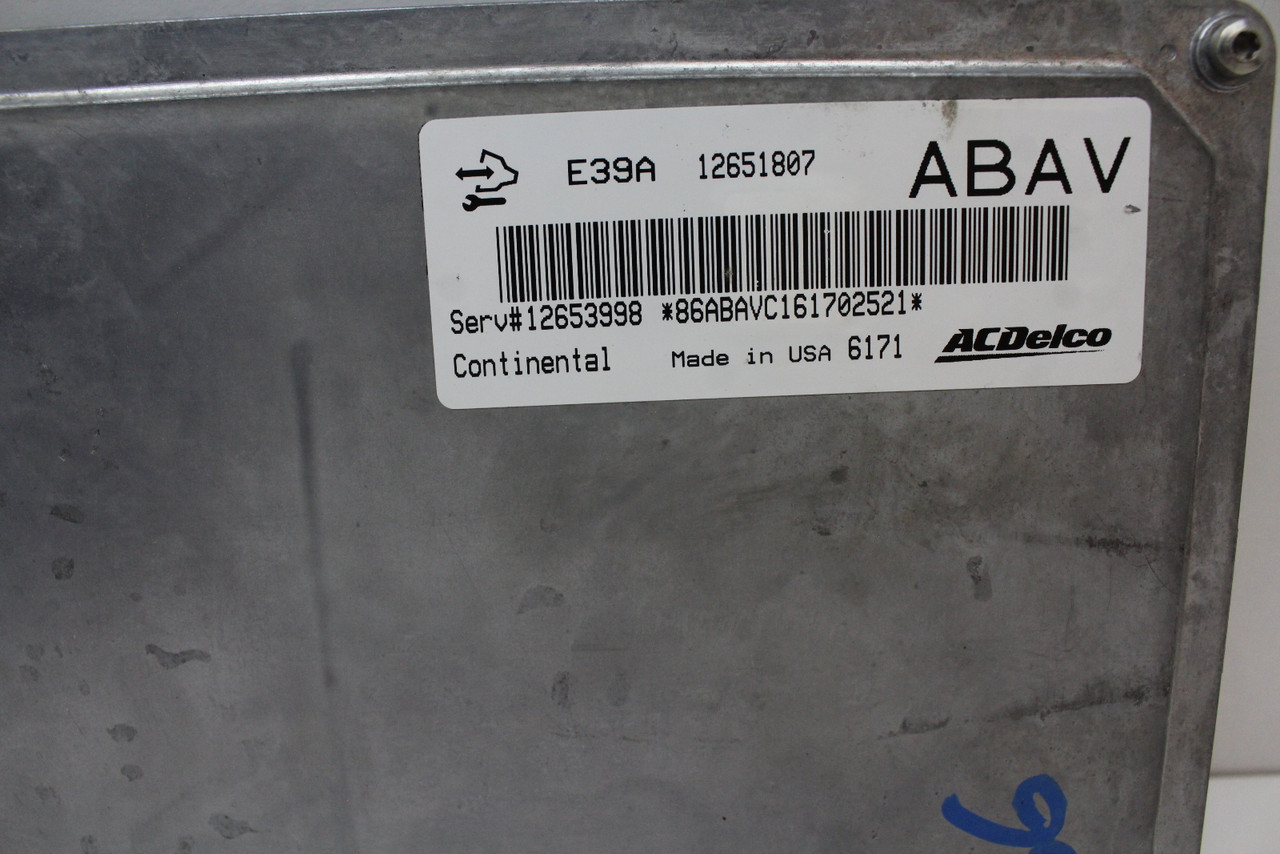 E39A 12651807 ABAV
Serv#12653998 *86ABAVC161702521*
Continental Made in USA 6171 ACDelco